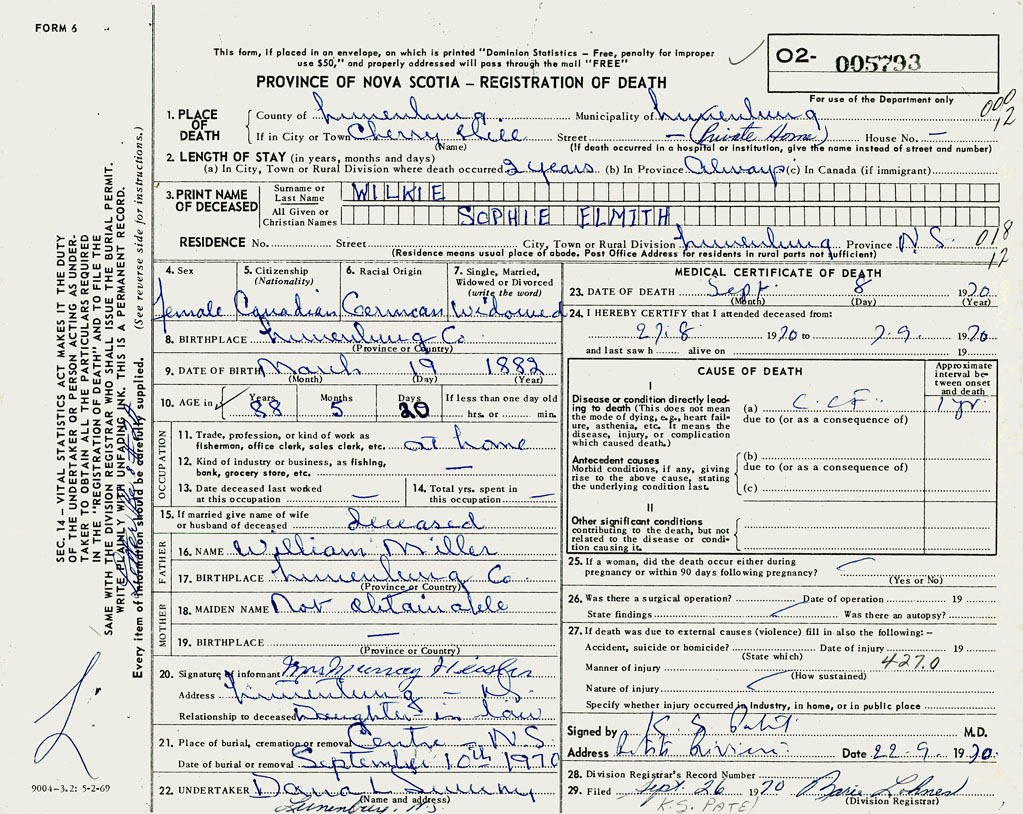 FORM 6
This form, if placed in an envelope, on which is printed "Dominion Statistics – Free, penalty for improper
use $50," and properly addressed will pass through the mail "FREE"
PROVINCE OF NOVA SCOTIA – REGISTRATION OF DEATH
02- 005793
For use of the Department only
000
12
1. PLACE OF DEATH
County of Lunenburg Municipality of Lunenburg
If in City or Town Cherry Hill Street – (Private Home) House No. –
(Name) (If death occurred in a hospital or institution, give the name instead of street and number)
2. LENGTH OF STAY (in years, months and days)
(a) In City, Town or Rural Division where death occurred 2 years (b) In Province Always (c) In Canada (if immigrant)
3. PRINT NAME OF DECEASED
Surname or Last Name WILKIE
All Given or Christian Names SOPHIE ELMITH
RESIDENCE No. Street City, Town or Rural Division Lunenburg Province N.S.
018
12
(Residence means usual place of abode. Post Office Address for residents in rural parts not sufficient)
4. Sex
female
5. Citizenship (Nationality)
Canadian
6. Racial Origin
German
7. Single, Married, Widowed or Divorced (write the word)
Widowed
8. BIRTHPLACE Lunenburg Co.
(Province or Country)
9. DATE OF BIRTH March 19 1882
(Month) (Day) (Year)
10. AGE in Years Months Days If less than one day old
88 5 20 hrs. or min.
OCCUPATION
11. Trade, profession, or kind of work as
fisherman, office clerk, sales clerk, etc. at home
12. Kind of industry or business, as fishing,
bank, grocery store, etc. —
13. Date deceased last worked
at this occupation —
14. Total yrs. spent in
this occupation —
15. If married give name of wife
or husband of deceased deceased
FATHER
16. NAME William Miller
17. BIRTHPLACE Lunenburg Co.
(Province or Country)
MOTHER
18. MAIDEN NAME Not obtainable
19. BIRTHPLACE —
(Province or Country)
20. Signature of informant Mrs Murray Heisler
Address Lunenburg – N.S.
Relationship to deceased Daughter in law
21. Place of burial, cremation or removal Centre – N.S.
Date of burial or removal September 10th 1970
22. UNDERTAKER Dana L Sweeny
(Name and address)
Lunenburg, N.S.
MEDICAL CERTIFICATE OF DEATH
23. DATE OF DEATH Sept. 8 1970
(Month) (Day) (Year)
24. I HEREBY CERTIFY that I attended deceased from:
27.8 1970 to 7.9. 1970
and last saw h alive on 19
CAUSE OF DEATH
Approximate interval between onset and death
I
Disease or condition directly leading
to death (This does not
mean the mode of dying, e.g., heart failure,
asthenia, etc. It means the
disease, injury, or complication
which caused death.)
(a) C.C.F. 1 yr.
due to (or as a consequence of)
Antecedent causes
Morbid conditions, if any, giving
rise to the above cause, stating
the underlying condition last.
(b)
due to (or as a consequence of)
(c)
II
Other significant conditions
contributing to the death, but not
related to the disease or condition
causing it.
25. If a woman, did the death occur either during
pregnancy or within 90 days following pregnancy?
(Yes or No)
26. Was there a surgical operation? Date of operation 19
State findings Was there an autopsy?
27. If death was due to external causes (violence) fill in also the following: –
Accident, suicide or homicide? Date of injury 19
(State which) 427.0
Manner of injury
(How sustained)
Nature of injury
Specify whether injury occurred in Industry, in home, or in public place
Signed by K S Patel M.D.
Address Date 22-9. 1970.
28. Division Registrar's Record Number
29. Filed Sept. 26 1970 Lohnes
K.S. PATEL (Division Registrar)
SEC. 14 – VITAL STATISTICS ACT MAKES IT THE DUTY
OF THE UNDERTAKER OR PERSON ACTING AS UNDERTAKER
TO OBTAIN ALL THE PARTICULARS REQUIRED
IN THE "REGISTRATION OF DEATH" AND TO FILE THE
SAME WITH THE DIVISION REGISTRAR WHO SHALL ISSUE THE BURIAL PERMIT.
WRITE PLAINLY WITH UNFADING INK. THIS IS A PERMANENT RECORD.
Every item of information should be carefully supplied. (See reverse side for instructions.)
9004-3.2: 5-2-69